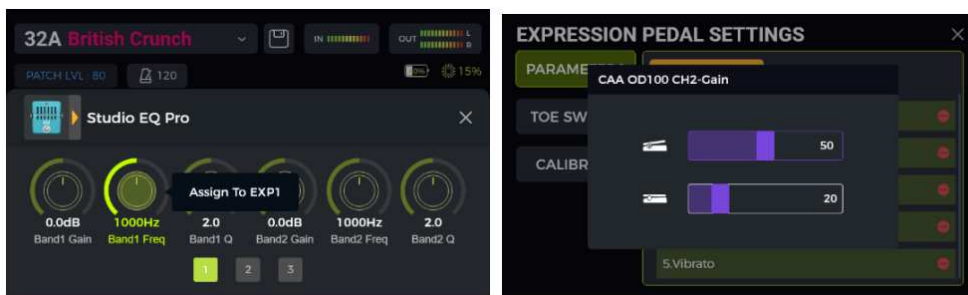 32A British Crunch
IN
OUT
L
R
PATCH LVL: 80
120
0%
15%
Studio EQ Pro
Assign To EXP1
0.0dB
1000Hz
2.0
0.0dB
1000Hz
2.0
Band1 Gain
Band1 Freq
Band1 Q
Band2 Gain
Band2 Freq
Band2 Q
1
2
3
EXPRESSION PEDAL SETTINGS
PARAME
CAA OD100 CH2-Gain
TOE SW
50
CALIBR
20
5.Vibrato